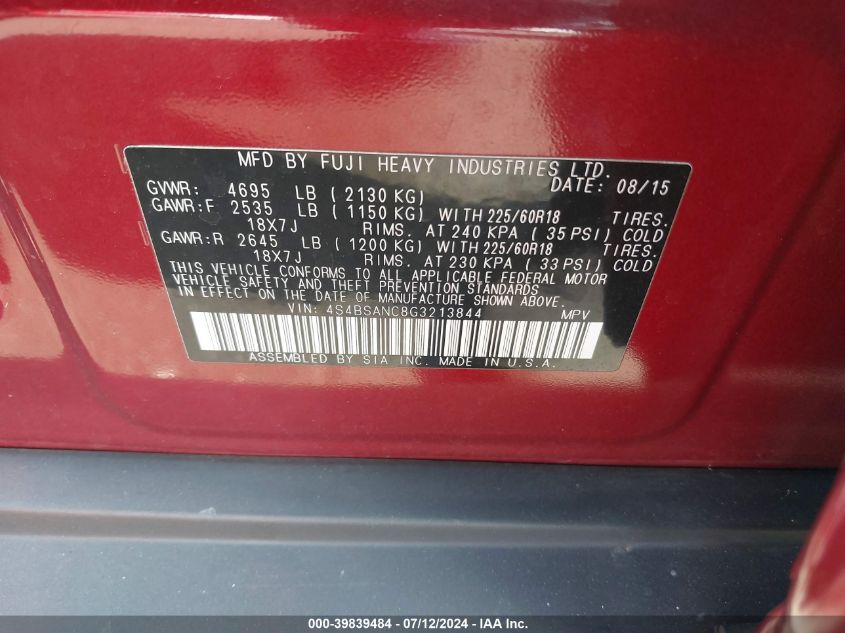 MFD BY FUJI HEAVY INDUSTRIES LTD.
GVWR: 4695 LB (2130 KG) DATE: 08/15
GAWR:F 2535 LB (1150 KG) WITH 225/60R18 TIRES.
18X7J RIMS. AT 240 KPA (35 PSI) COLD
GAWR:R 2645 LB (1200 KG) WITH 225/60R18 TIRES.
18X7J RIMS. AT 230 KPA (33 PSI) COLD
THIS VEHICLE CONFORMS TO ALL APPLICABLE FEDERAL MOTOR
VEHICLE SAFETY AND THEFT PREVENTION STANDARDS
IN EFFECT ON THE DATE OF MANUFACTURE SHOWN ABOVE.
VIN: 4S4BSANC8G3213844 MPV
ASSEMBLED BY SIA INC. MADE IN U.S.A.
000-39839484 - 07/12/2024 - IAA Inc.